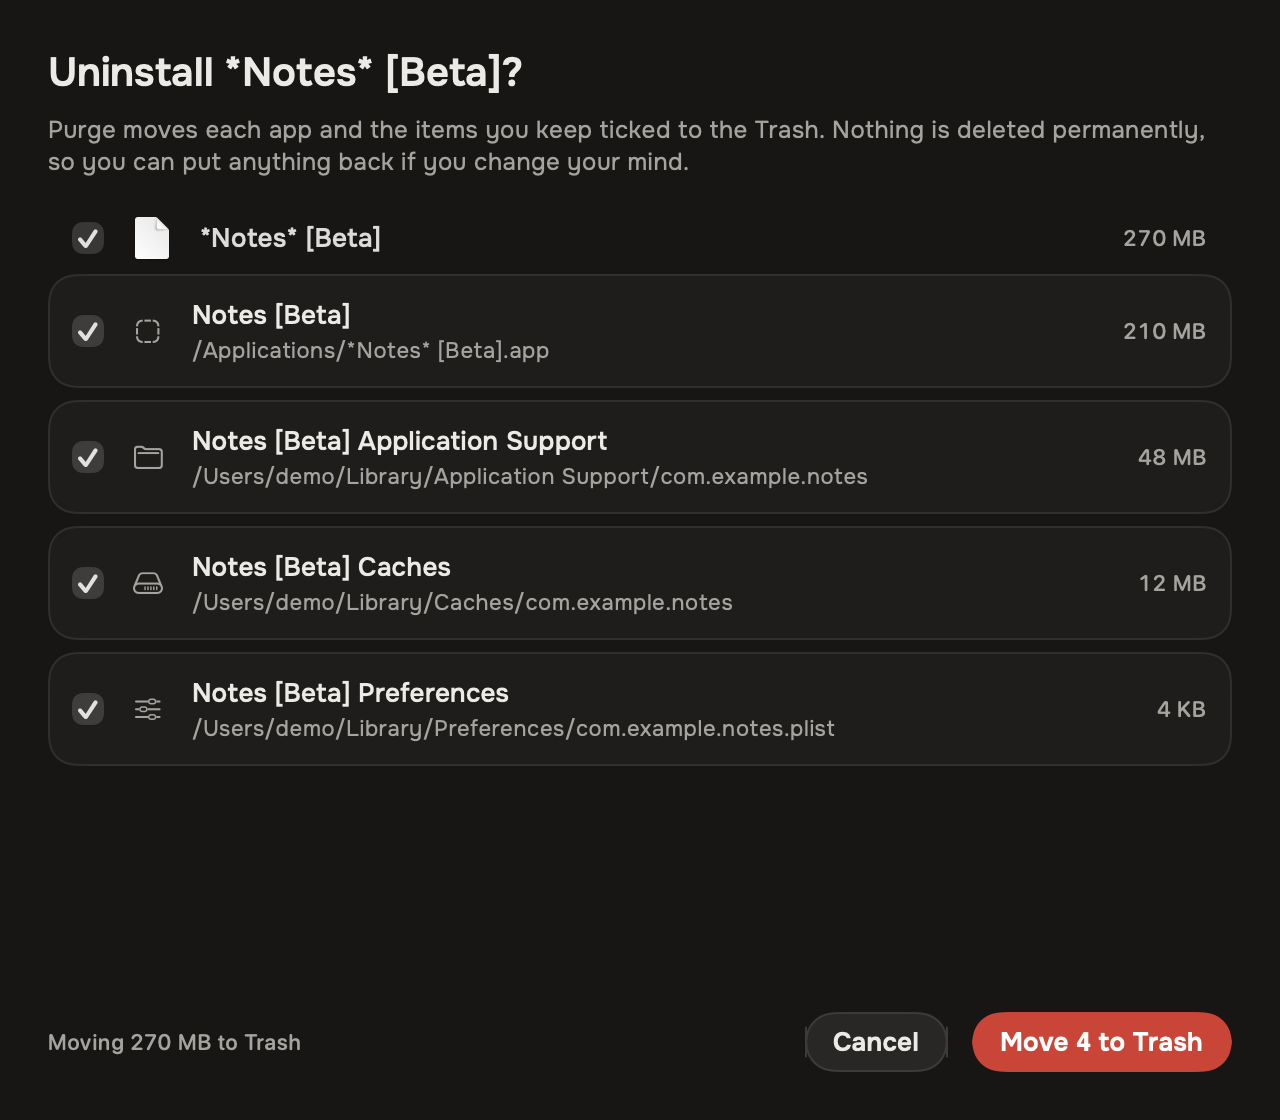 Uninstall *Notes* [Beta]?
Purge moves each app and the items you keep ticked to the Trash. Nothing is deleted permanently,
so you can put anything back if you change your mind.
*Notes* [Beta] 270 MB
Notes [Beta]
/Applications/*Notes* [Beta].app
210 MB
Notes [Beta] Application Support
/Users/demo/Library/Application Support/com.example.notes
48 MB
Notes [Beta] Caches
/Users/demo/Library/Caches/com.example.notes
12 MB
Notes [Beta] Preferences
/Users/demo/Library/Preferences/com.example.notes.plist
4 KB
Moving 270 MB to Trash
Cancel
Move 4 to Trash